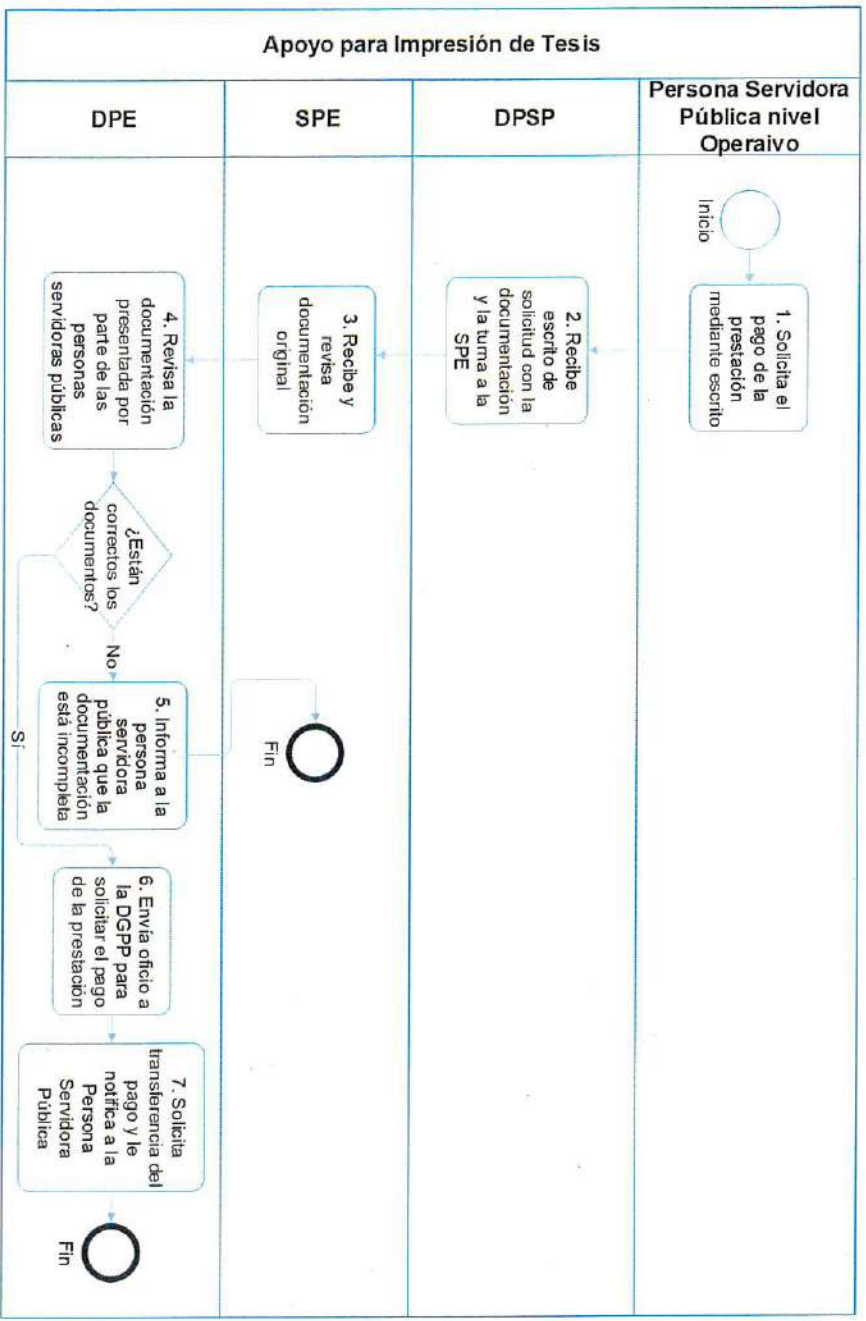 Apoyo para Impresión de Tesis
Persona Servidora
Pública nivel
Operaivo
DPSP
SPE
DPE
Inicio
1. Solicita el
pago de la
prestación
mediante escrito
2. Recibe
escrito de
solicitud con la
documentación
y la turna a la
SPE
3. Recibe y
revisa
documentación
original
4. Revisa la
documentación
presentada por
parte de las
personas
servidoras públicas
¿Están
correctos los
documentos?
No
Sí
5. Informa a la
persona
servidora
pública que la
documentación
está incompleta
Fin
6. Envía oficio a
la DGPP para
solicitar el pago
de la prestación
7. Solicita
transferencia del
pago y le
notifica a la
Persona
Servidora
Pública
Fin